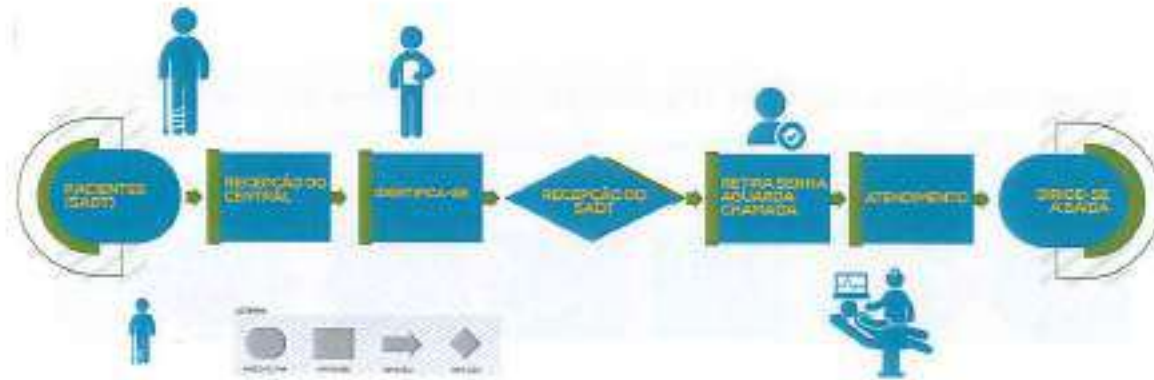 PACIENTES
(SADT)
RECEPÇÃO DO
CENTRAL
IDENTIFICA-SE
RECEPÇÃO DO
SADT
RETIRA SENHA
AGUARDA
CHAMADA
ATENDIMENTO
DIRIGE-SE
A SAÍDA